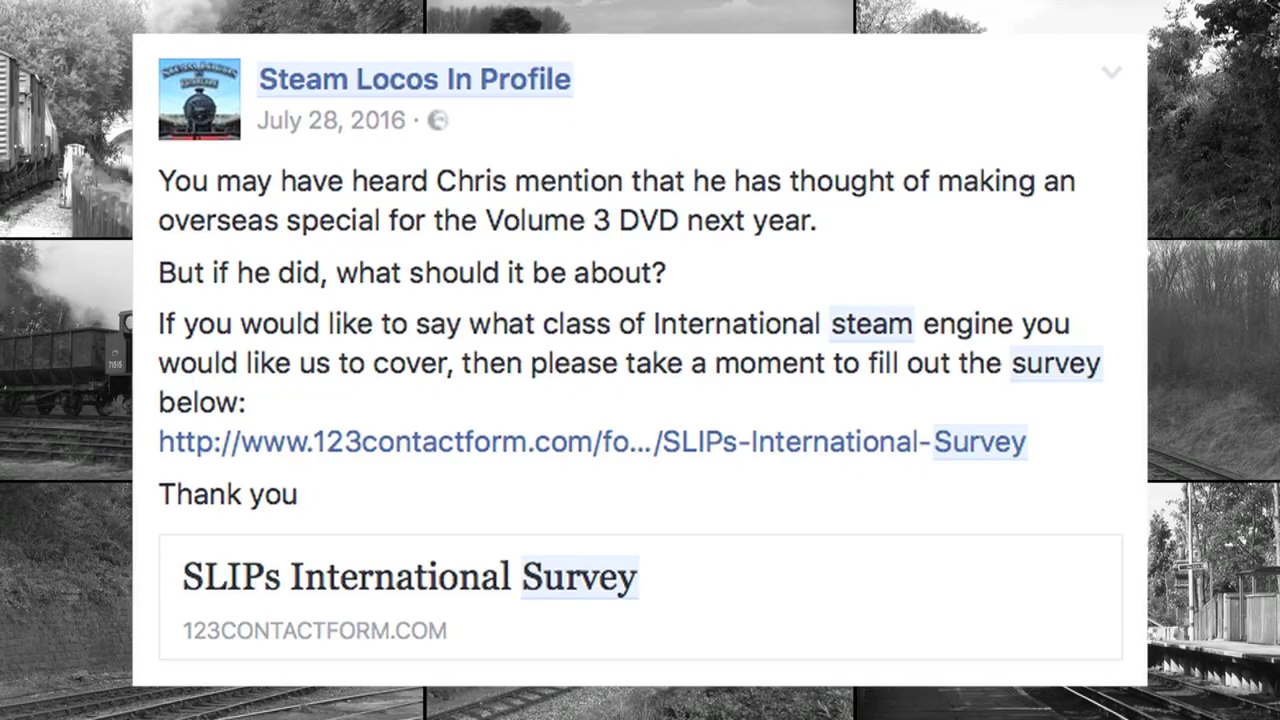 Steam Locos In Profile
July 28, 2016 ·
You may have heard Chris mention that he has thought of making an
overseas special for the Volume 3 DVD next year.
But if he did, what should it be about?
If you would like to say what class of International steam engine you
would like us to cover, then please take a moment to fill out the survey
below:
http://www.123contactform.com/fo.../SLIPs-International-Survey
Thank you
SLIPs International Survey
123CONTACTFORM.COM